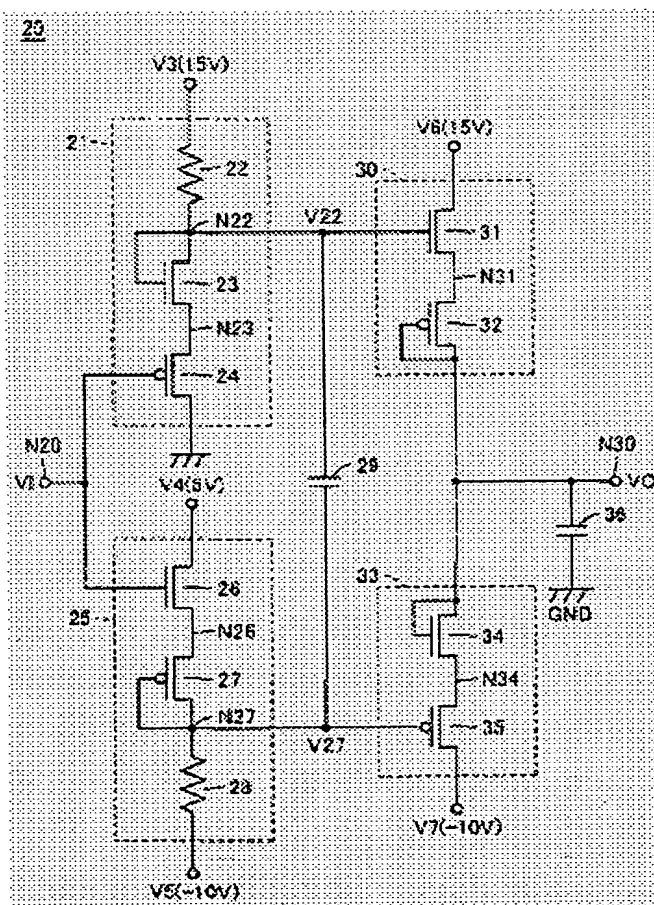 20
V3(15V)
21
22
N22
V22
23
N23
24
V6(15V)
30
31
N31
32
N20
VI
29
N30
VO
V4(5V)
36
GND
33
25
26
N26
27
N27
V27
28
34
N34
35
V7(-10V)
V5(-10V)